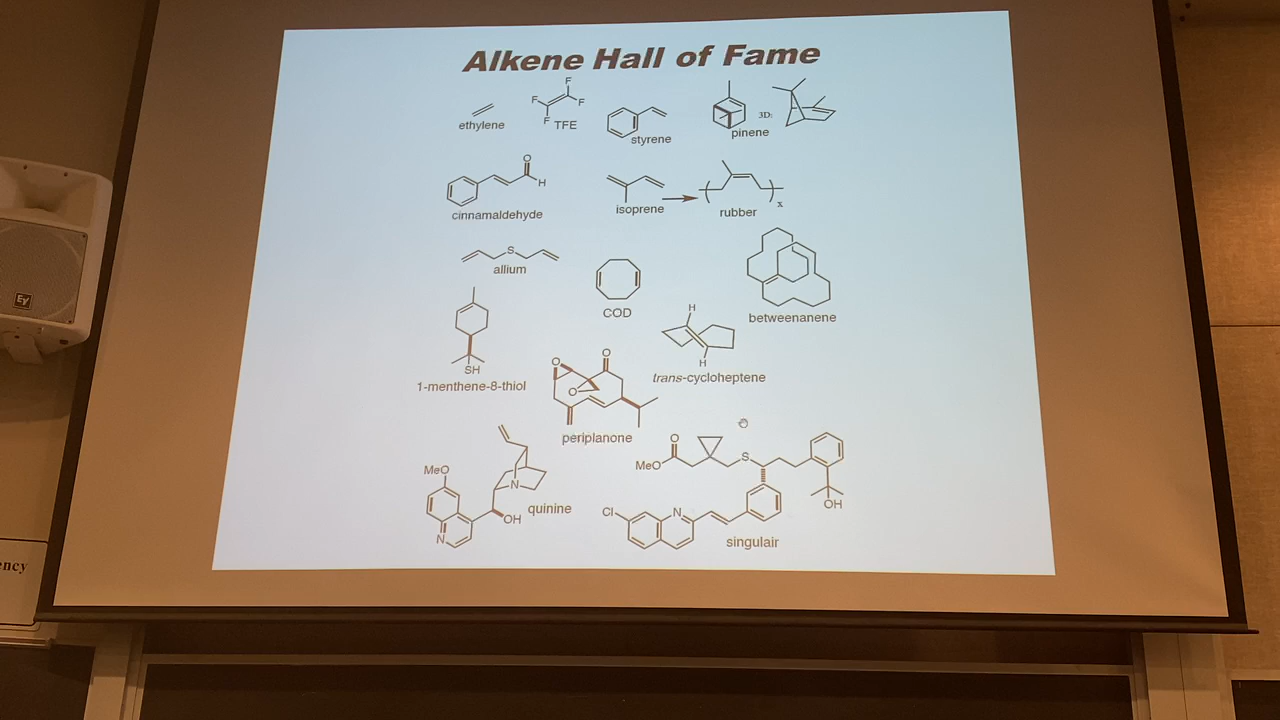 Alkene Hall of Fame
ethylene
F
F
F
F
TFE
styrene
pinene
3D:
O
H
cinnamaldehyde
isoprene
x
rubber
S
allium
COD
betweenanene
SH
1-menthene-8-thiol
O
O
O
periplanone
H
H
trans-cycloheptene
MeO
N
OH
N
quinine
O
MeO
S
OH
Cl
N
singulair
EV
ency